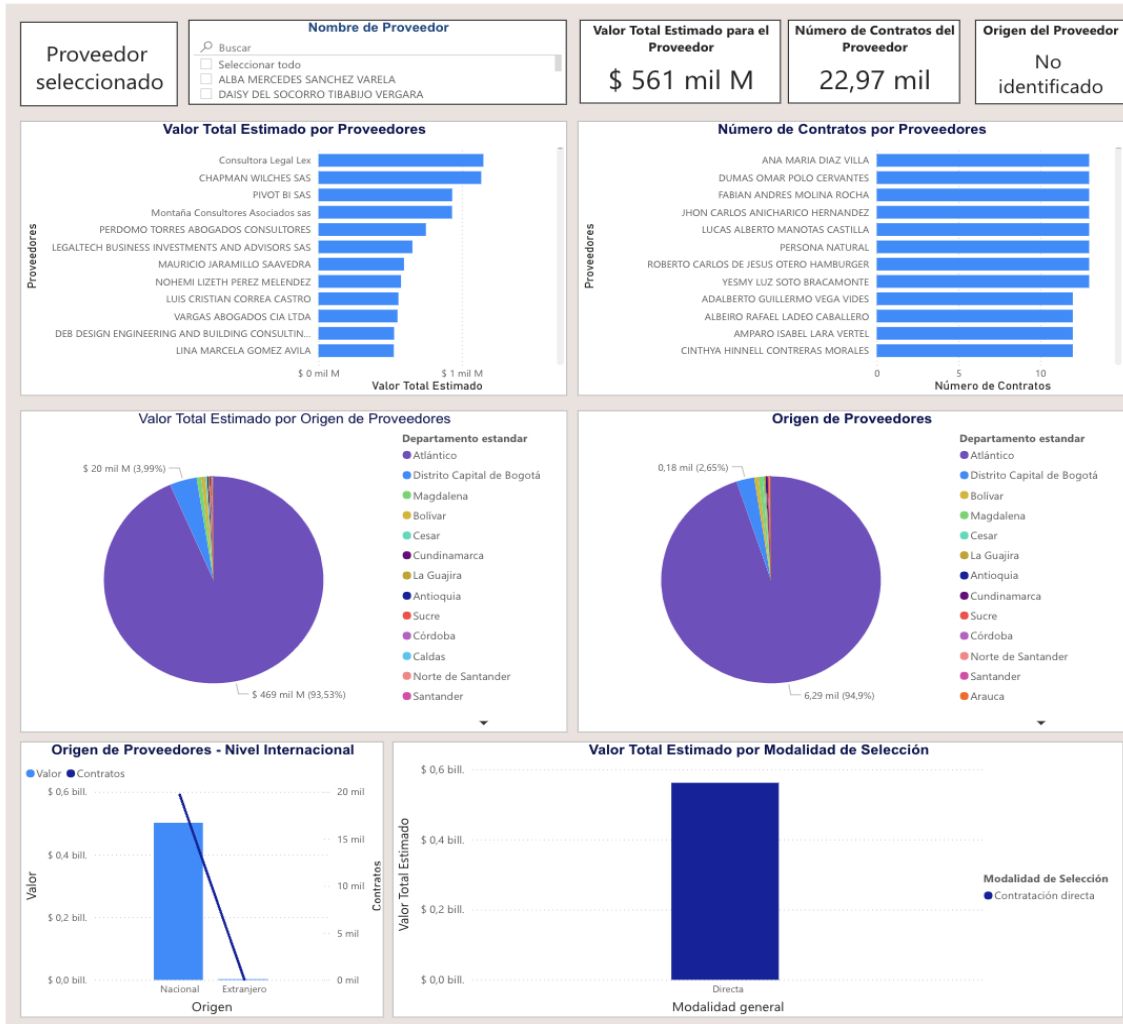 Proveedor
seleccionado
Nombre de Proveedor
Buscar
Seleccionar todo
ALBA MERCEDES SANCHEZ VARELA
DAISY DEL SOCORRO TIBABIJO VERGARA
Valor Total Estimado para el
Proveedor
$ 561 mil M
Número de Contratos del
Proveedor
22,97 mil
Origen del Proveedor
No
identificado
Valor Total Estimado por Proveedores
Proveedores
Consultora Legal Lex
CHAPMAN WILCHES SAS
PIVOT BI SAS
Montaña Consultores Asociados sas
PERDOMO TORRES ABOGADOS CONSULTORES
LEGALTECH BUSINESS INVESTMENTS AND ADVISORS SAS
MAURICIO JARAMILLO SAAVEDRA
NOHEMI LIZETH PEREZ MELENDEZ
LUIS CRISTIAN CORREA CASTRO
VARGAS ABOGADOS CIA LTDA
DEB DESIGN ENGINEERING AND BUILDING CONSULTIN...
LINA MARCELA GOMEZ AVILA
$ 0 mil M $ 1 mil M
Valor Total Estimado
Número de Contratos por Proveedores
Proveedores
ANA MARIA DIAZ VILLA
DUMAS OMAR POLO CERVANTES
FABIAN ANDRES MOLINA ROCHA
JHON CARLOS ANICHARICO HERNANDEZ
LUCAS ALBERTO MANOTAS CASTILLA
PERSONA NATURAL
ROBERTO CARLOS DE JESUS OTERO HAMBURGER
YESMY LUZ SOTO BRACAMONTE
ADALBERTO GUILLERMO VEGA VIDES
ALBEIRO RAFAEL LADEO CABALLERO
AMPARO ISABEL LARA VERTEL
CINTHYA HINNELL CONTRERAS MORALES
0 5 10
Número de Contratos
Valor Total Estimado por Origen de Proveedores
$ 20 mil M (3,99%)
$ 469 mil M (93,53%)
Departamento estandar
Atlántico
Distrito Capital de Bogotá
Magdalena
Bolívar
Cesar
Cundinamarca
La Guajira
Antioquia
Sucre
Córdoba
Caldas
Norte de Santander
Santander
Origen de Proveedores
0,18 mil (2,65%)
6,29 mil (94,9%)
Departamento estandar
Atlántico
Distrito Capital de Bogotá
Bolívar
Magdalena
Cesar
La Guajira
Antioquia
Cundinamarca
Sucre
Córdoba
Norte de Santander
Santander
Arauca
Origen de Proveedores - Nivel Internacional
Valor Contratos
Valor
$ 0,6 bill.
$ 0,4 bill.
$ 0,2 bill.
$ 0,0 bill.
20 mil
15 mil
10 mil
5 mil
0 mil
Contratos
Nacional Extranjero
Origen
Valor Total Estimado por Modalidad de Selección
Valor Total Estimado
$ 0,6 bill.
$ 0,4 bill.
$ 0,2 bill.
$ 0,0 bill.
Directa
Modalidad general
Modalidad de Selección
Contratación directa